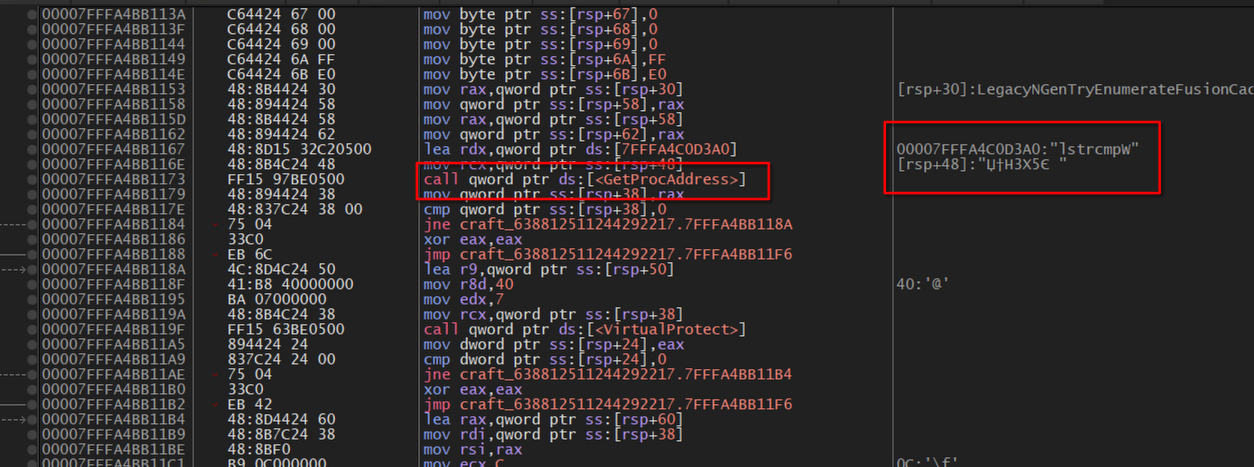 00007FFFA4BB113A C64424 67 00 mov byte ptr ss:[rsp+67],0
00007FFFA4BB113F C64424 68 00 mov byte ptr ss:[rsp+68],0
00007FFFA4BB1144 C64424 69 00 mov byte ptr ss:[rsp+69],0
00007FFFA4BB1149 C64424 6A FF mov byte ptr ss:[rsp+6A],FF
00007FFFA4BB114E C64424 6B E0 mov byte ptr ss:[rsp+6B],E0
00007FFFA4BB1153 48:8B4424 30 mov rax,qword ptr ss:[rsp+30] [rsp+30]:LegacyNGenTryEnumerateFusionCac
00007FFFA4BB1158 48:894424 58 mov qword ptr ss:[rsp+58],rax
00007FFFA4BB115D 48:8B4424 58 mov rax,qword ptr ss:[rsp+58]
00007FFFA4BB1162 48:894424 62 mov qword ptr ss:[rsp+62],rax
00007FFFA4BB1167 48:8D15 32C20500 lea rdx,qword ptr ds:[7FFFA4C0D3A0] 00007FFFA4C0D3A0:"lstrcmpW"
00007FFFA4BB116E 48:8B4C24 48 mov rcx,qword ptr ss:[rsp+48] [rsp+48]:"Џ†H3X5Є "
00007FFFA4BB1173 FF15 97BE0500 call qword ptr ds:[<GetProcAddress>]
00007FFFA4BB1179 48:894424 38 mov qword ptr ss:[rsp+38],rax
00007FFFA4BB117E 48:837C24 38 00 cmp qword ptr ss:[rsp+38],0
00007FFFA4BB1184 75 04 jne craft_638812511244292217.7FFFA4BB118A
00007FFFA4BB1186 33C0 xor eax,eax
00007FFFA4BB1188 EB 6C jmp craft_638812511244292217.7FFFA4BB11F6
00007FFFA4BB118A 4C:8D4C24 50 lea r9,qword ptr ss:[rsp+50]
00007FFFA4BB118F 41:B8 40000000 mov r8d,40 40:'@'
00007FFFA4BB1195 BA 07000000 mov edx,7
00007FFFA4BB119A 48:8B4C24 38 mov rcx,qword ptr ss:[rsp+38]
00007FFFA4BB119F FF15 63BE0500 call qword ptr ds:[<VirtualProtect>]
00007FFFA4BB11A5 894424 24 mov dword ptr ss:[rsp+24],eax
00007FFFA4BB11A9 837C24 24 00 cmp dword ptr ss:[rsp+24],0
00007FFFA4BB11AE 75 04 jne craft_638812511244292217.7FFFA4BB11B4
00007FFFA4BB11B0 33C0 xor eax,eax
00007FFFA4BB11B2 EB 42 jmp craft_638812511244292217.7FFFA4BB11F6
00007FFFA4BB11B4 48:8D4424 60 lea rax,qword ptr ss:[rsp+60]
00007FFFA4BB11B9 48:8B7C24 38 mov rdi,qword ptr ss:[rsp+38]
00007FFFA4BB11BE 48:8BF0 mov rsi,rax
00007FFFA4BB11C1 B9 0C000000 mov ecx,C 0C:'\f'